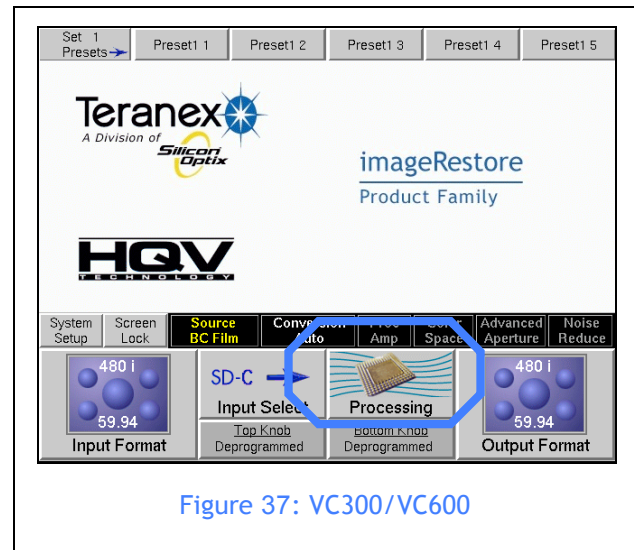 Set 1
Presets
Preset1 1
Preset1 2
Preset1 3
Preset1 4
Preset1 5
Teranex
A Division of
Silicon
Optix
imageRestore
Product Family
HQV
TECHNOLOGY
System
Setup
Screen
Lock
Source
BC Film
Conversion
Auto
Proc
Amp
Color
Space
Advanced
Aperture
Noise
Reduce
480 i
59.94
Input Format
SD-C
Input Select
Processing
480 i
59.94
Output Format
Top Knob
Deprogrammed
Bottom Knob
Deprogrammed
Figure 37: VC300/VC600